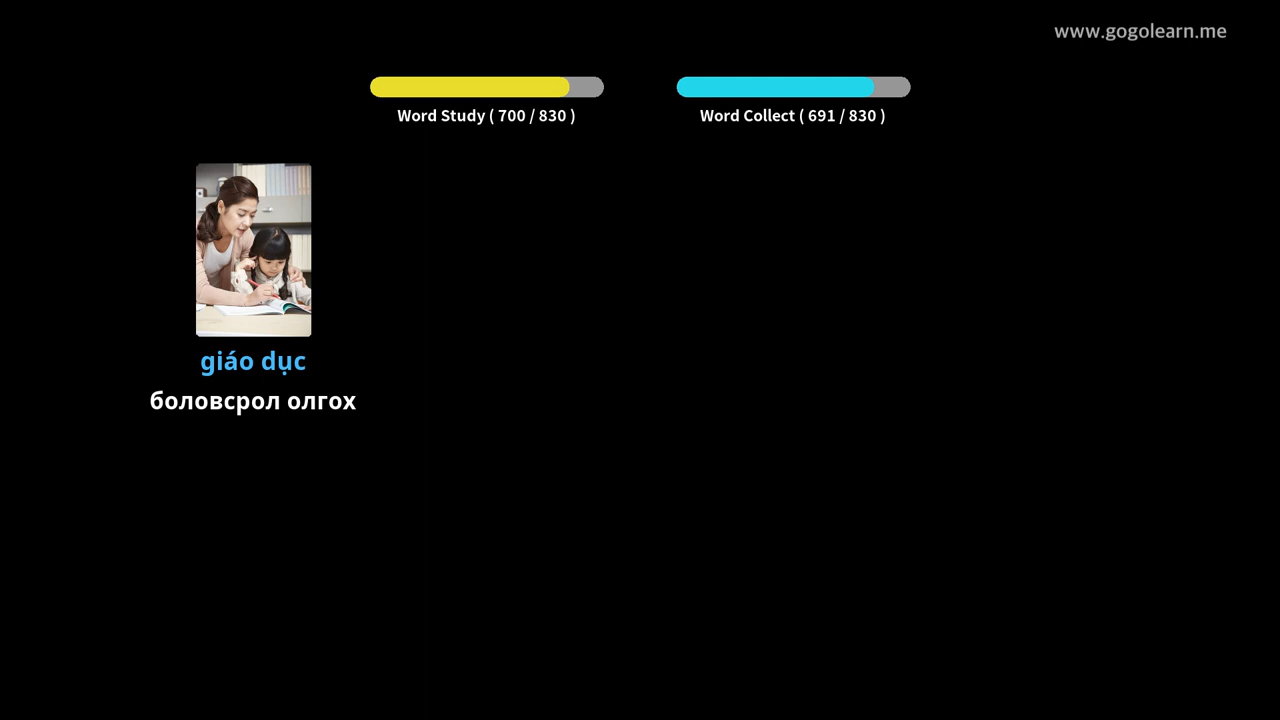 www.gogolearn.me
Word Study ( 700 / 830 )
Word Collect ( 691 / 830 )
giáo dục
боловсрол олгох